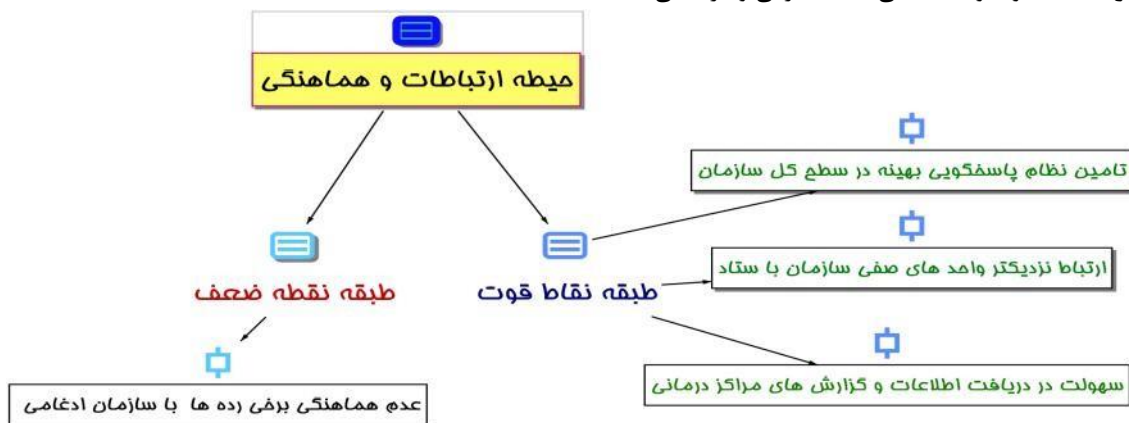 حیطه ارتباطات و هماهنگی
تامین نظام پاسخگویی بهینه در سطح کل سازمان
ارتباط نزدیکتر واحد های صفی سازمان با ستاد
طبقه نقاط قوت
طبقه نقطه ضعف
سهولت در دریافت اطلاعات و گزارش های مراکز درمانی
عدم هماهنگی برخی رده ها با سازمان ادغامی